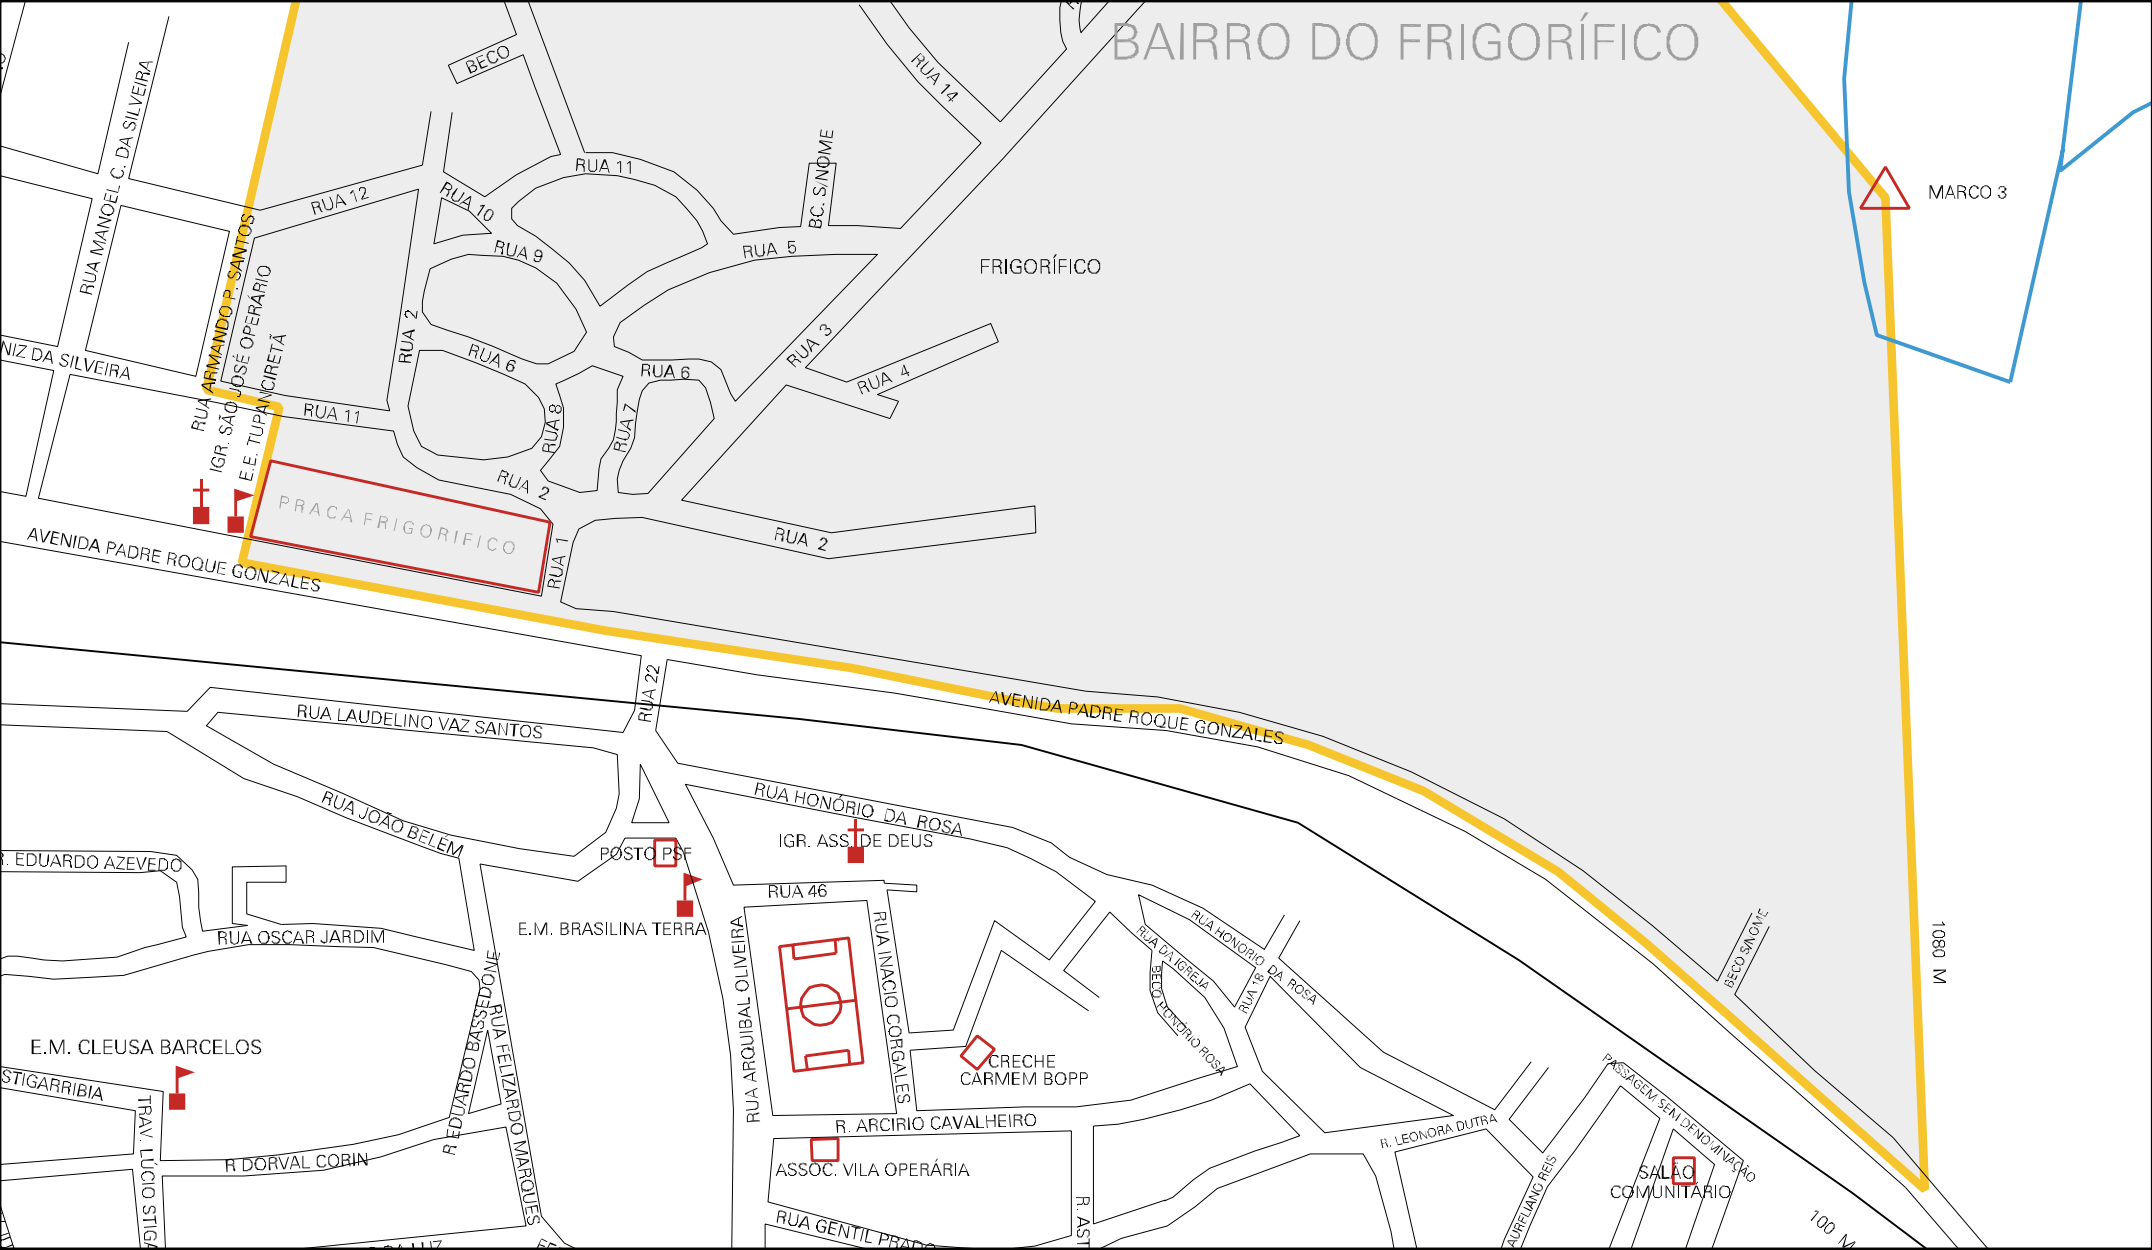 BAIRRO DO FRIGORÍFICO
BECO
RUA 14
RUA MANOEL C. DA SILVEIRA
RUA 11
BC. S/NOME
RUA 12
RUA 10
MARCO 3
RUA 9
RUA 5
FRIGORÍFICO
RUA ARMANDO P. SANTOS
IGR. SÃO JOSÉ OPERÁRIO
E.E. TUPANCIRETÃ
RUA 2
RUA 3
NIZ DA SILVEIRA
RUA 6
RUA 6
RUA 4
RUA 11
RUA 8
RUA 7
RUA 2
PRACA FRIGORIFICO
RUA 2
AVENIDA PADRE ROQUE GONZALES
RUA 1
RUA 22
AVENIDA PADRE ROQUE GONZALES
RUA LAUDELINO VAZ SANTOS
RUA HONÓRIO DA ROSA
RUA JOÃO BELÉM
IGR. ASS. DE DEUS
POSTO PSF
R. EDUARDO AZEVEDO
RUA 46
E.M. BRASILINA TERRA
RUA OSCAR JARDIM
RUA ARQUIBAL OLIVEIRA
RUA INACIO CORGALES
RUA HONORIO DA ROSA
RUA DA IGREJA
BECO HONÓRIO ROSA
RUA 18
BECO S/NOME
1080 M
R EDUARDO BASSEDONE
RUA FELIZARDO MARQUES
E.M. CLEUSA BARCELOS
CRECHE
CARMEM BOPP
STIGARRIBIA
TRAV. LÚCIO STIGA
R. ARCIRIO CAVALHEIRO
R. LEONORA DUTRA
PASSAGEM SEM DENOMINAÇÃO
R DORVAL CORIN
ASSOC. VILA OPERÁRIA
SALÃO
COMUNITÁRIO
AURELIANO REIS
R. AST
RUA GENTIL PRADO
100 M